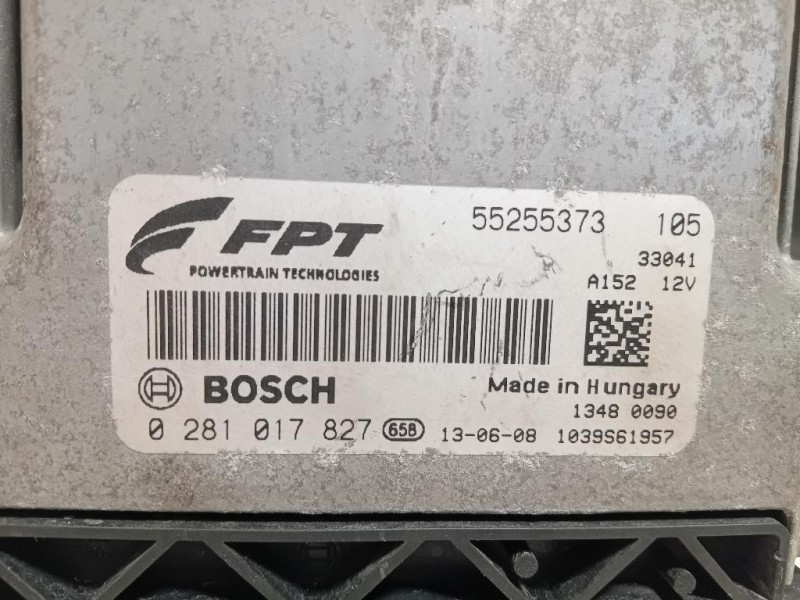 FPT 55255373 105
POWERTRAIN TECHNOLOGIES 33041
A152 12V
BOSCH Made in Hungary
1348 0090
0 281 017 827 658 13-06-08 1039S61957